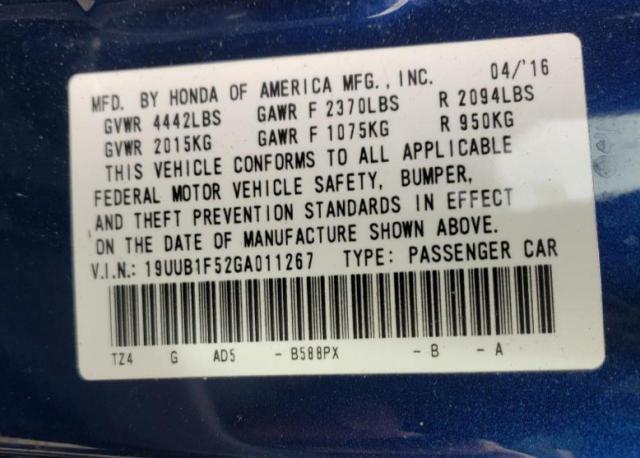 MFD. BY HONDA OF AMERICA MFG., INC. 04/'16
GVWR 4442LBS GAWR F 2370LBS R 2094LBS
GVWR 2015KG GAWR F 1075KG R 950KG
THIS VEHICLE CONFORMS TO ALL APPLICABLE
FEDERAL MOTOR VEHICLE SAFETY, BUMPER,
AND THEFT PREVENTION STANDARDS IN EFFECT
ON THE DATE OF MANUFACTURE SHOWN ABOVE.
V.I.N.: 19UUB1F52GA011267 TYPE: PASSENGER CAR
TZ4 G AD5 - B588PX - B - A